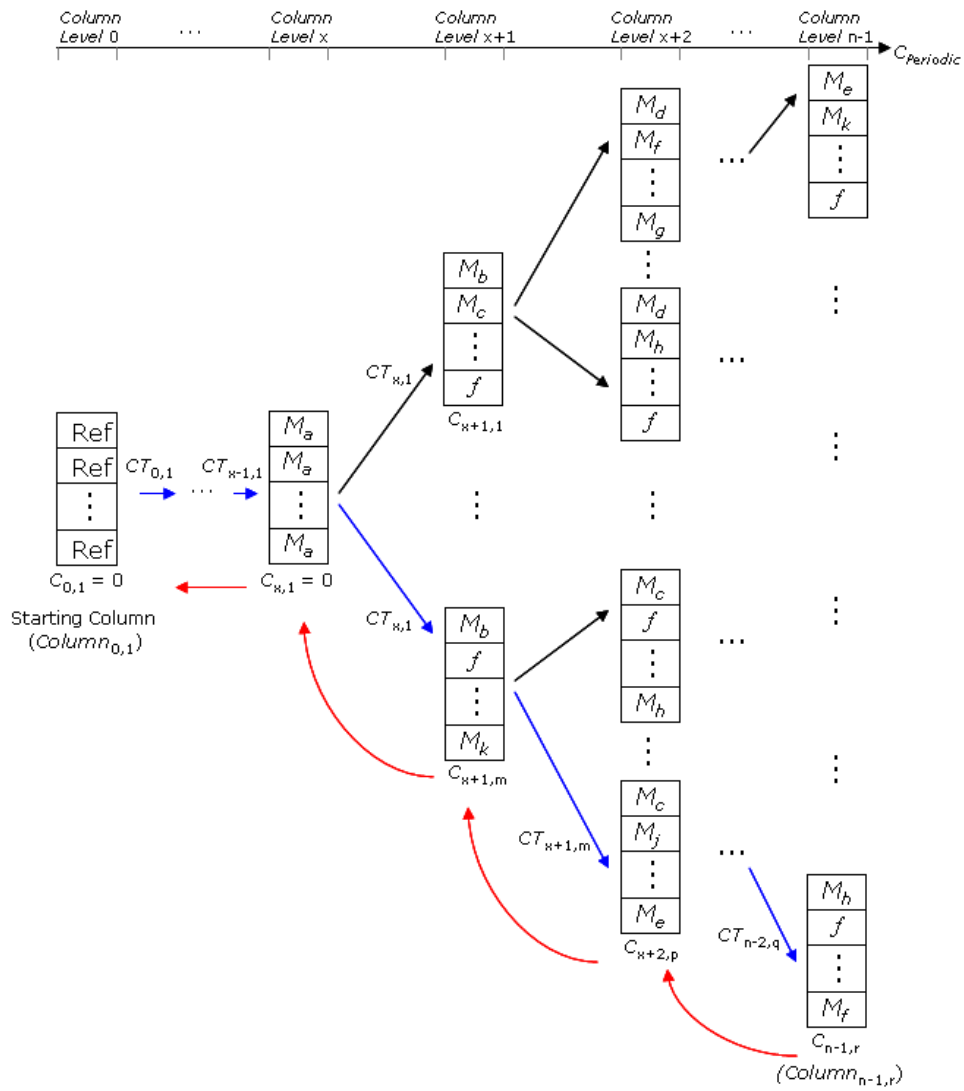 Column Level 0
...
Column Level x
Column Level x+1
Column Level x+2
...
Column Level n-1
C_Periodic
M_e
M_k
⋮
f
M_d
M_f
⋮
M_g
...
⋮
M_b
M_c
⋮
f
C_x+1,1
M_d
M_h
⋮
f
...
⋮
CT_x,1
Ref
Ref
⋮
Ref
C_0,1 = 0
Starting Column
(Column_0,1)
CT_0,1
...
CT_x-1,1
M_a
M_a
⋮
M_a
C_x,1 = 0
⋮
⋮
⋮
CT_x,1
M_b
f
⋮
M_k
C_x+1,m
M_c
f
⋮
M_h
...
⋮
⋮
⋮
CT_x+1,m
M_c
M_j
⋮
M_e
C_x+2,p
...
CT_n-2,q
M_h
f
⋮
M_f
C_n-1,r
(Column_n-1,r)